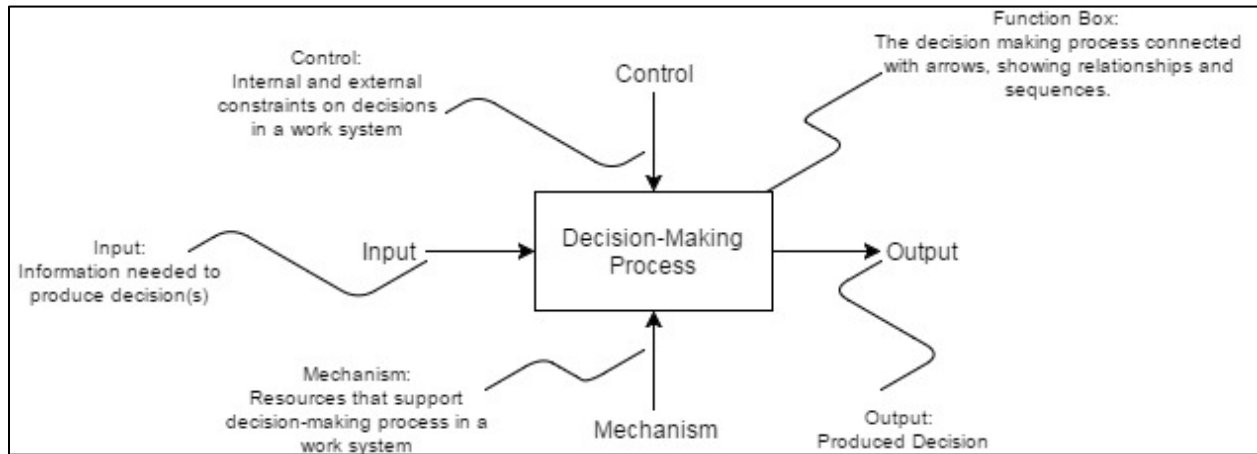 Control:
Internal and external
constraints on decisions
in a work system
Control
Function Box:
The decision making process connected
with arrows, showing relationships and
sequences.
Input:
Information needed to
produce decision(s)
Input
Decision-Making
Process
Output
Mechanism:
Resources that support
decision-making process in a
work system
Mechanism
Output:
Produced Decision